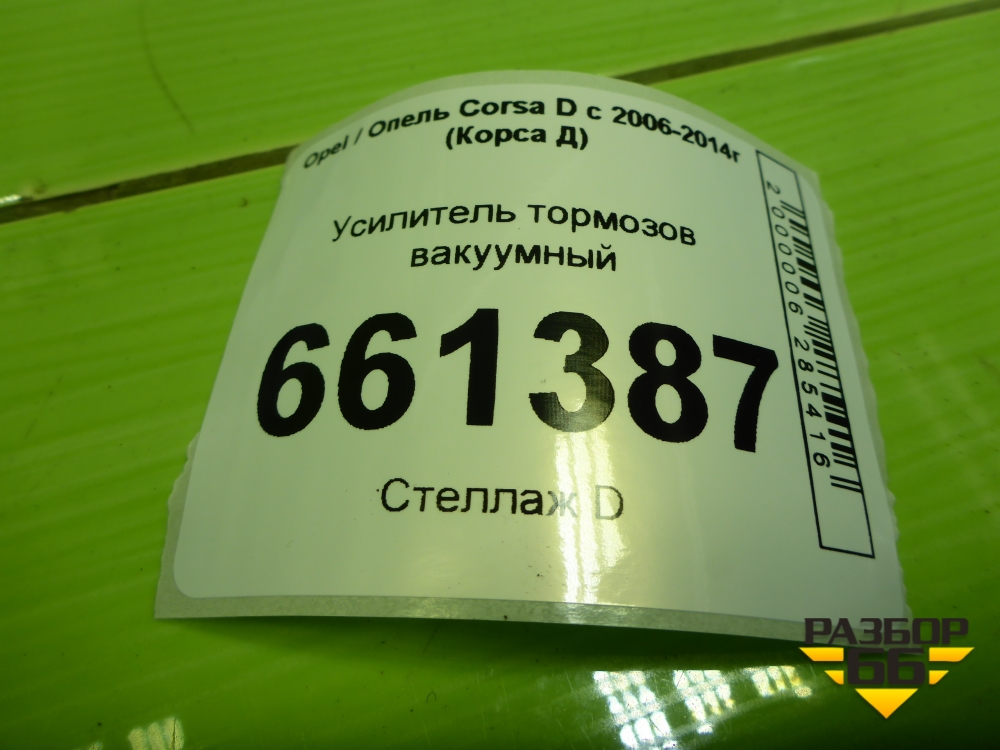 Opel / Опель Corsa D с 2006-2014г
(Корса Д)
Усилитель тормозов
вакуумный
661387
Стеллаж D
2000006285416
РАЗБОР
66